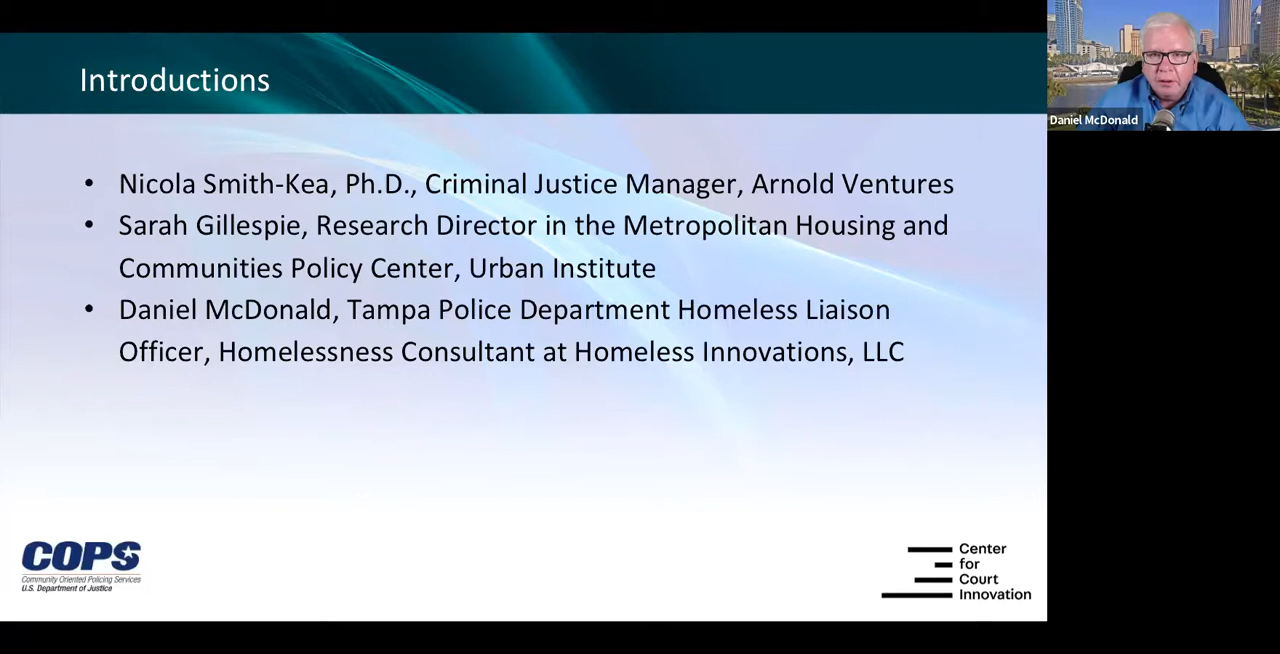 Introductions
Daniel McDonald
• Nicola Smith-Kea, Ph.D., Criminal Justice Manager, Arnold Ventures
• Sarah Gillespie, Research Director in the Metropolitan Housing and
Communities Policy Center, Urban Institute
• Daniel McDonald, Tampa Police Department Homeless Liaison
Officer, Homelessness Consultant at Homeless Innovations, LLC
COPS
Community Oriented Policing Services
U.S. Department of Justice
Center
for
Court
Innovation